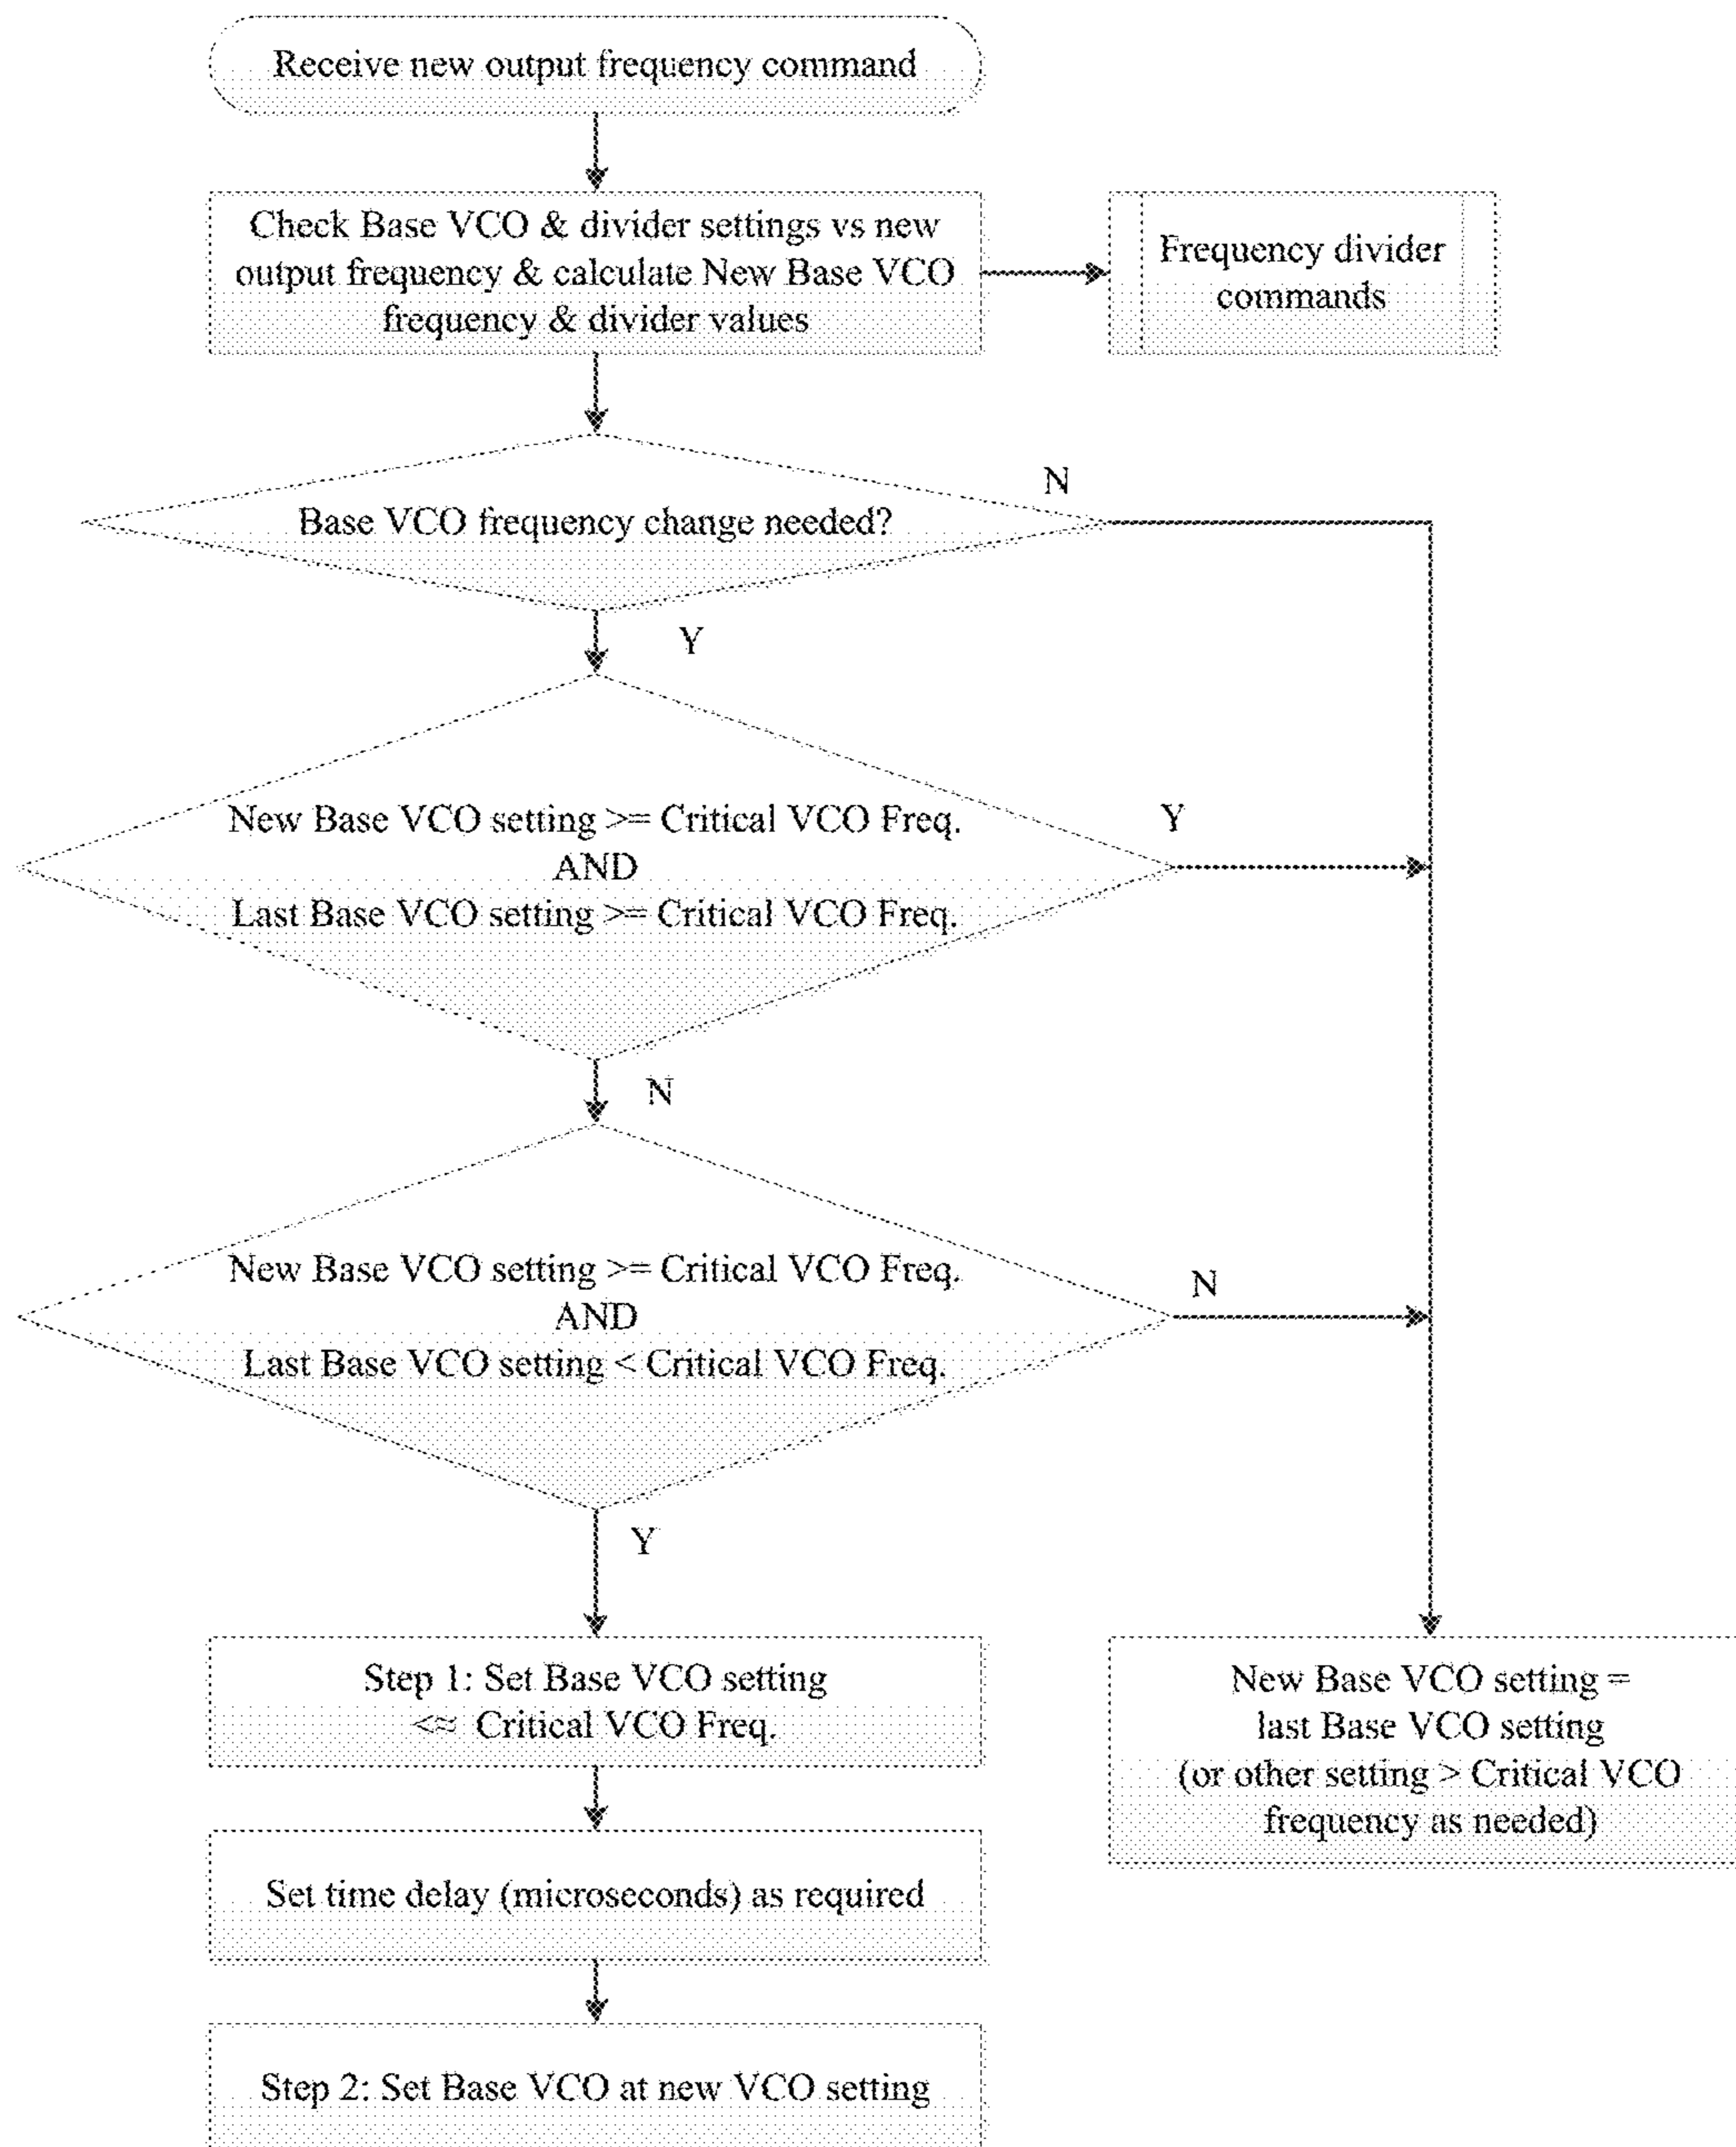 Receive new output frequency command
Check Base VCO & divider settings vs new
output frequency & calculate New Base VCO
frequency & divider values
Frequency divider
commands
Base VCO frequency change needed?
N
Y
New Base VCO setting >= Critical VCO Freq.
AND
Last Base VCO setting >= Critical VCO Freq.
Y
N
New Base VCO setting >= Critical VCO Freq.
AND
Last Base VCO setting < Critical VCO Freq.
N
Y
Step 1: Set Base VCO setting
<≈ Critical VCO Freq.
New Base VCO setting =
last Base VCO setting
(or other setting > Critical VCO
frequency as needed)
Set time delay (microseconds) as required
Step 2: Set Base VCO at new VCO setting